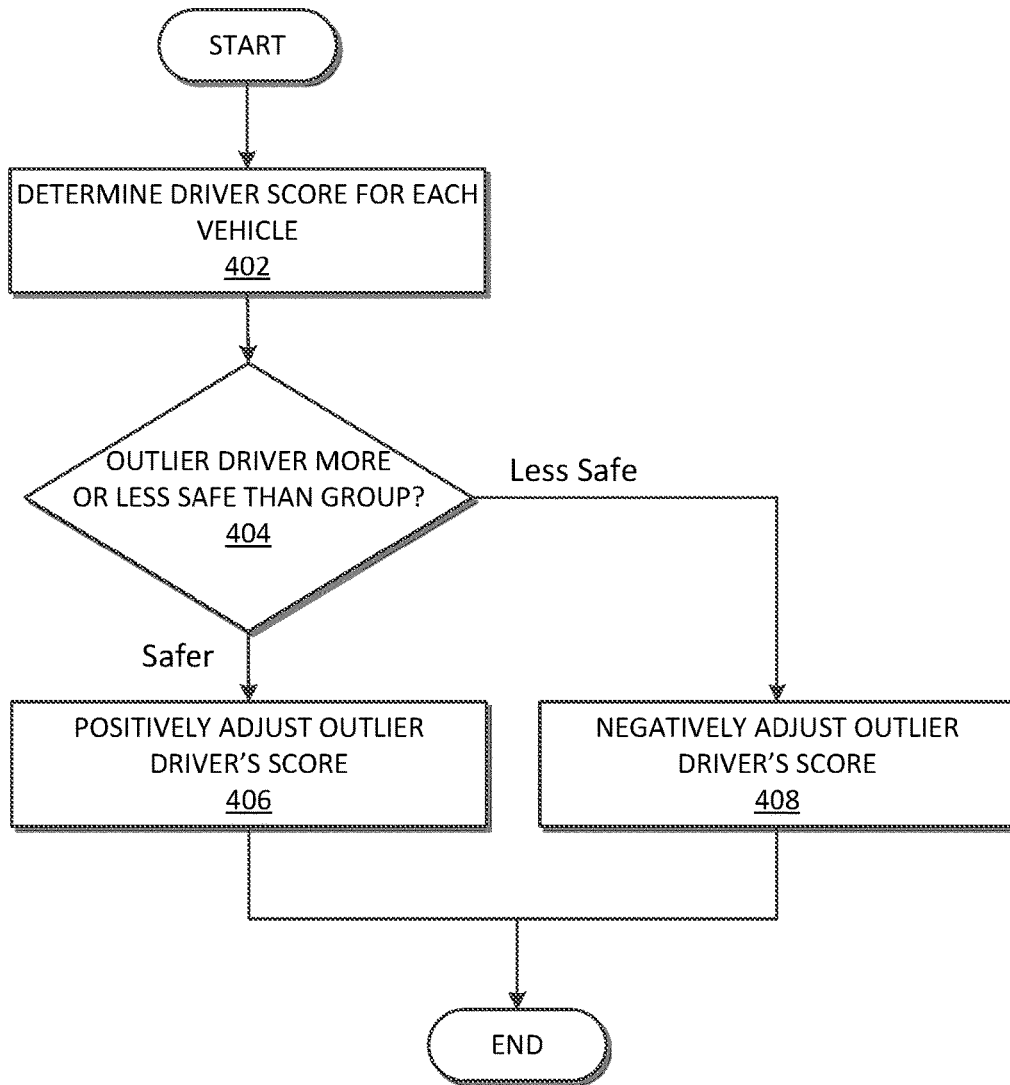 START
DETERMINE DRIVER SCORE FOR EACH
VEHICLE
402
OUTLIER DRIVER MORE
OR LESS SAFE THAN GROUP?
404
Less Safe
Safer
POSITIVELY ADJUST OUTLIER
DRIVER'S SCORE
406
NEGATIVELY ADJUST OUTLIER
DRIVER'S SCORE
408
END